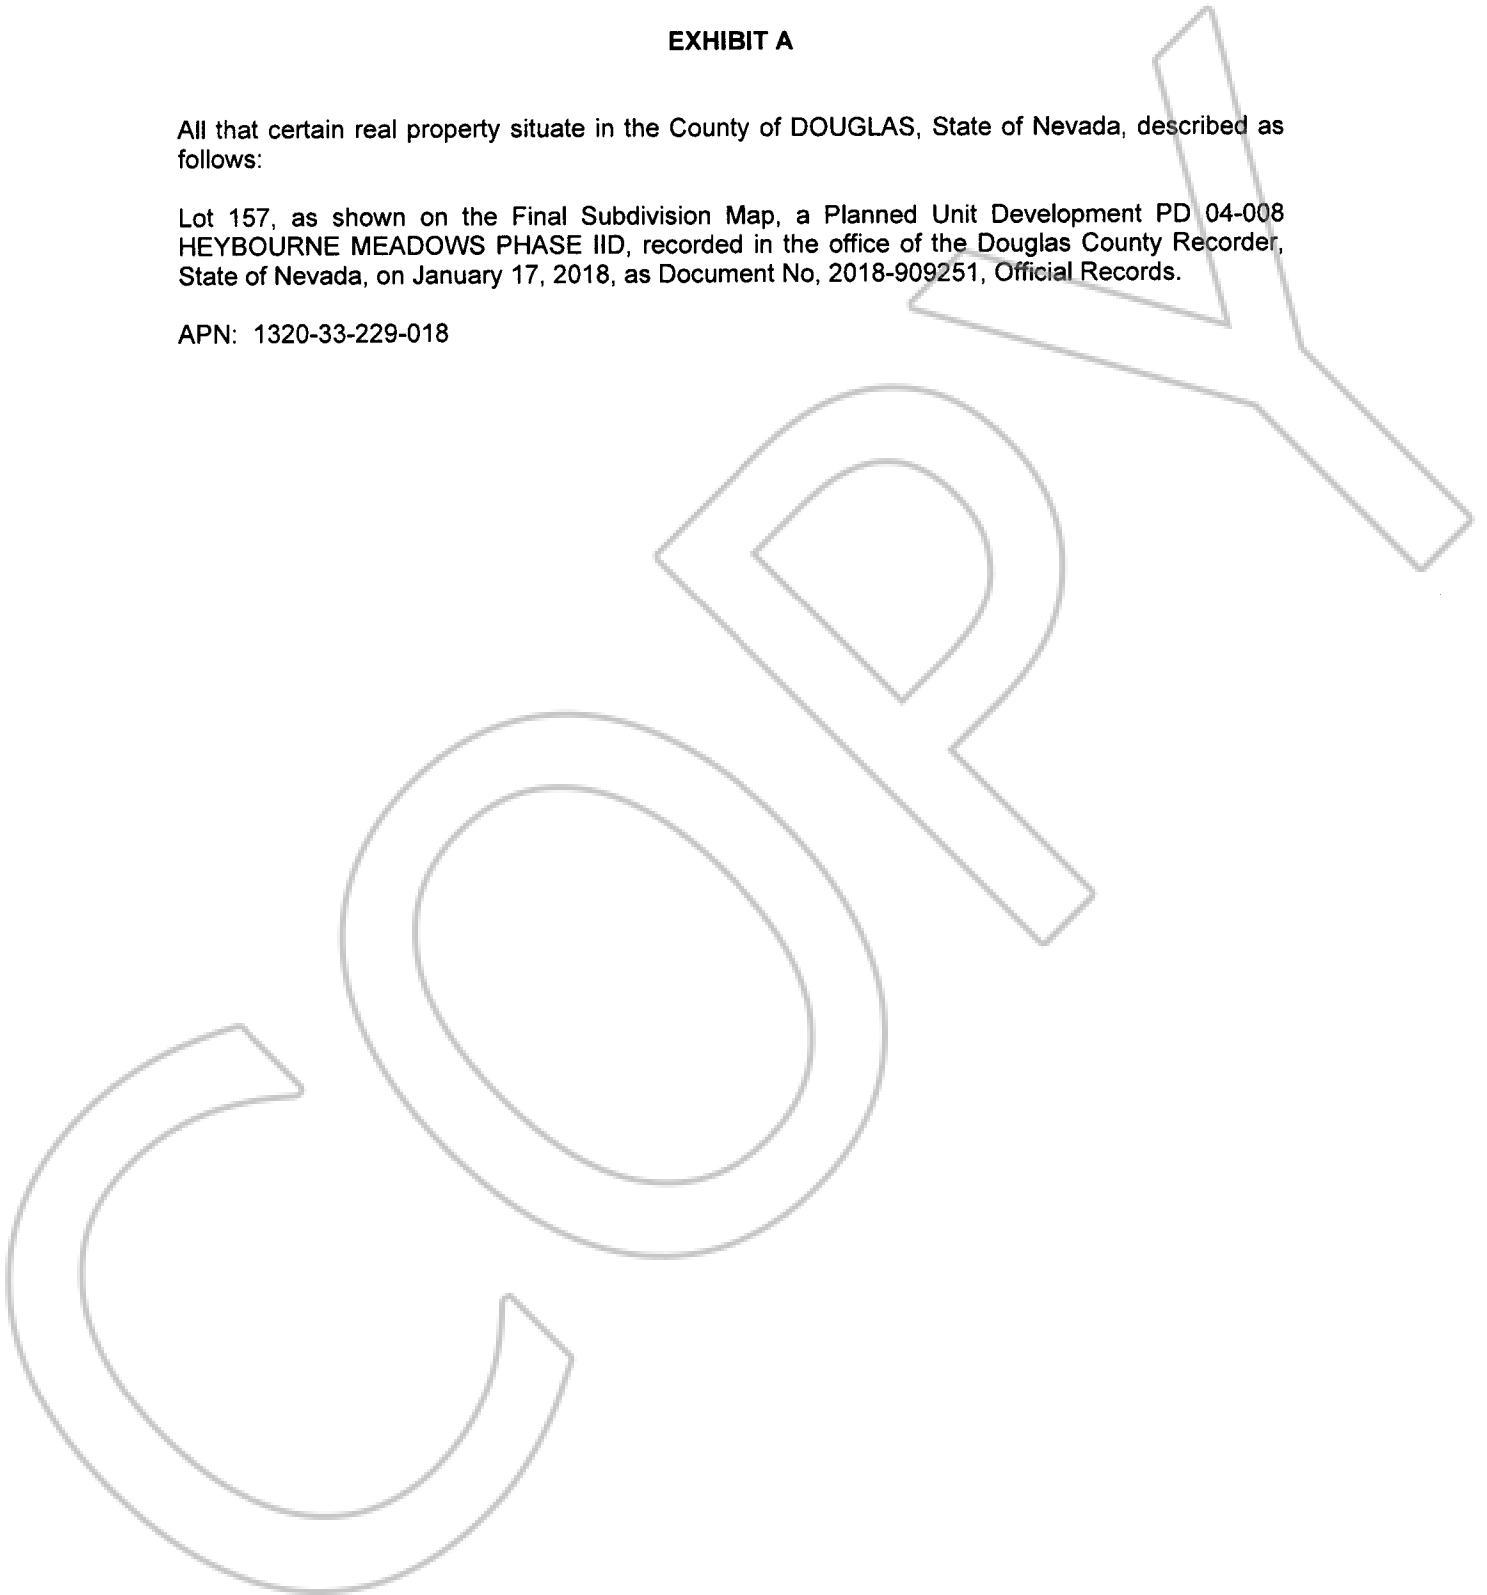 EXHIBIT A
All that certain real property situate in the County of DOUGLAS, State of Nevada, described as
follows:
Lot 157, as shown on the Final Subdivision Map, a Planned Unit Development PD 04-008
HEYBOURNE MEADOWS PHASE IID, recorded in the office of the Douglas County Recorder,
State of Nevada, on January 17, 2018, as Document No, 2018-909251, Official Records.
APN: 1320-33-229-018
COPY